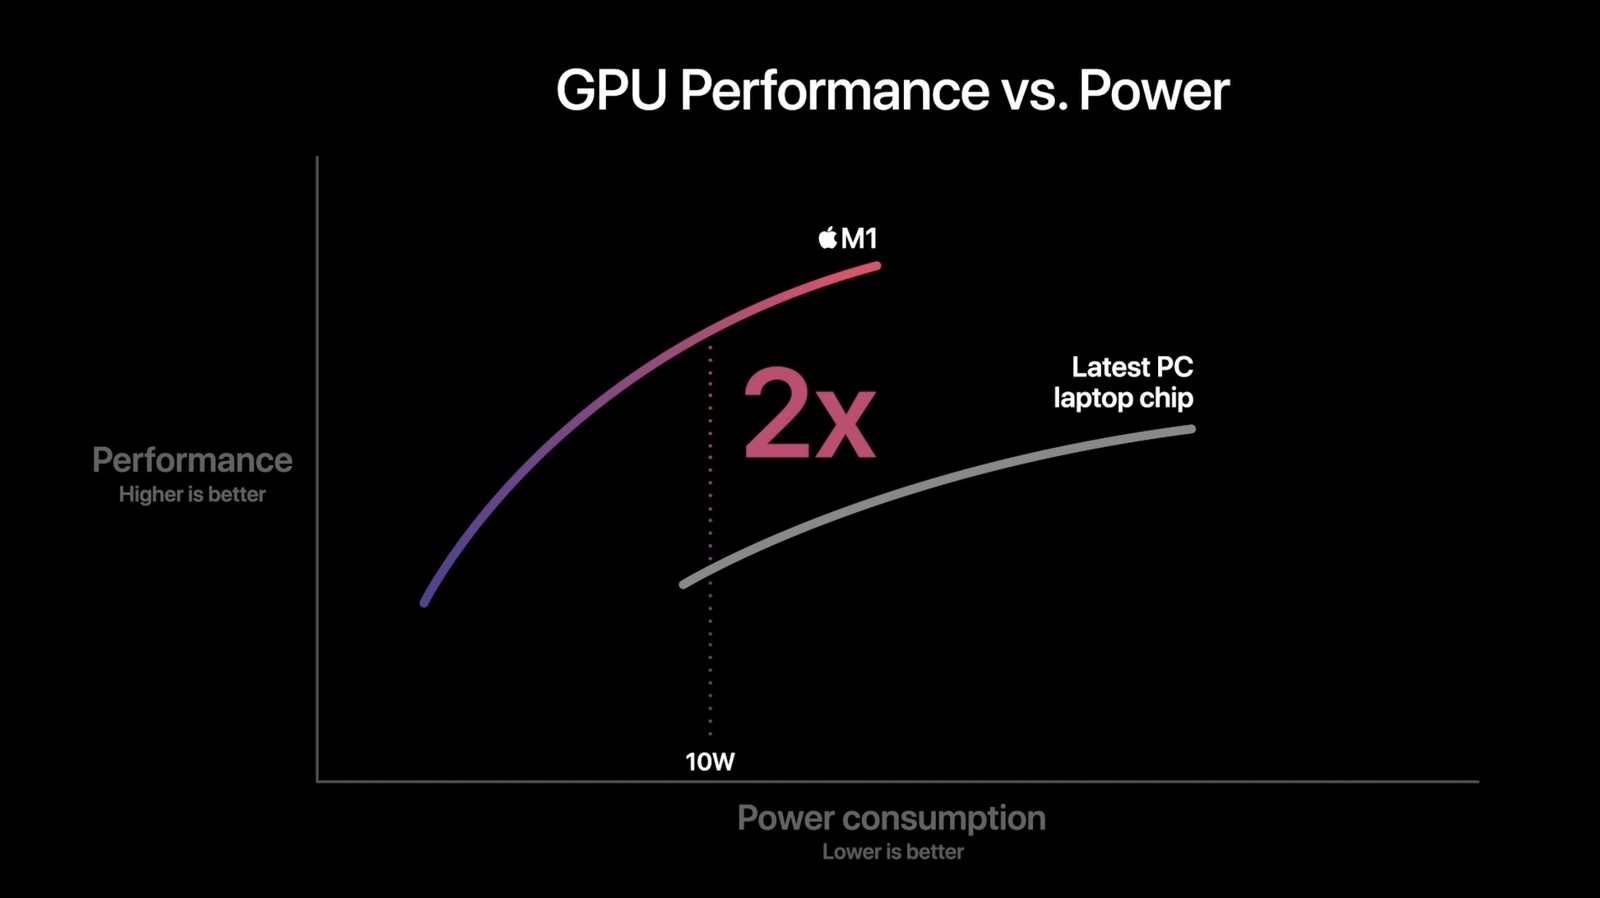 GPU Performance vs. Power
M1
Latest PC
laptop chip
2x
Performance
Higher is better
10W
Power consumption
Lower is better